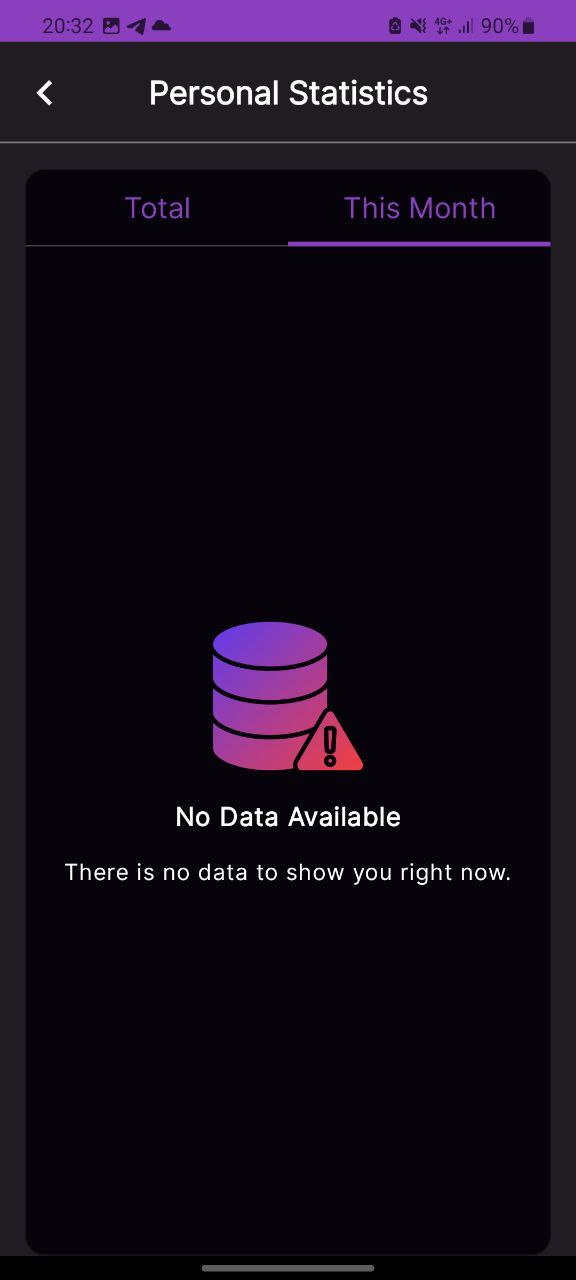 20:32 4G+ 90%
Personal Statistics
Total This Month
No Data Available
There is no data to show you right now.